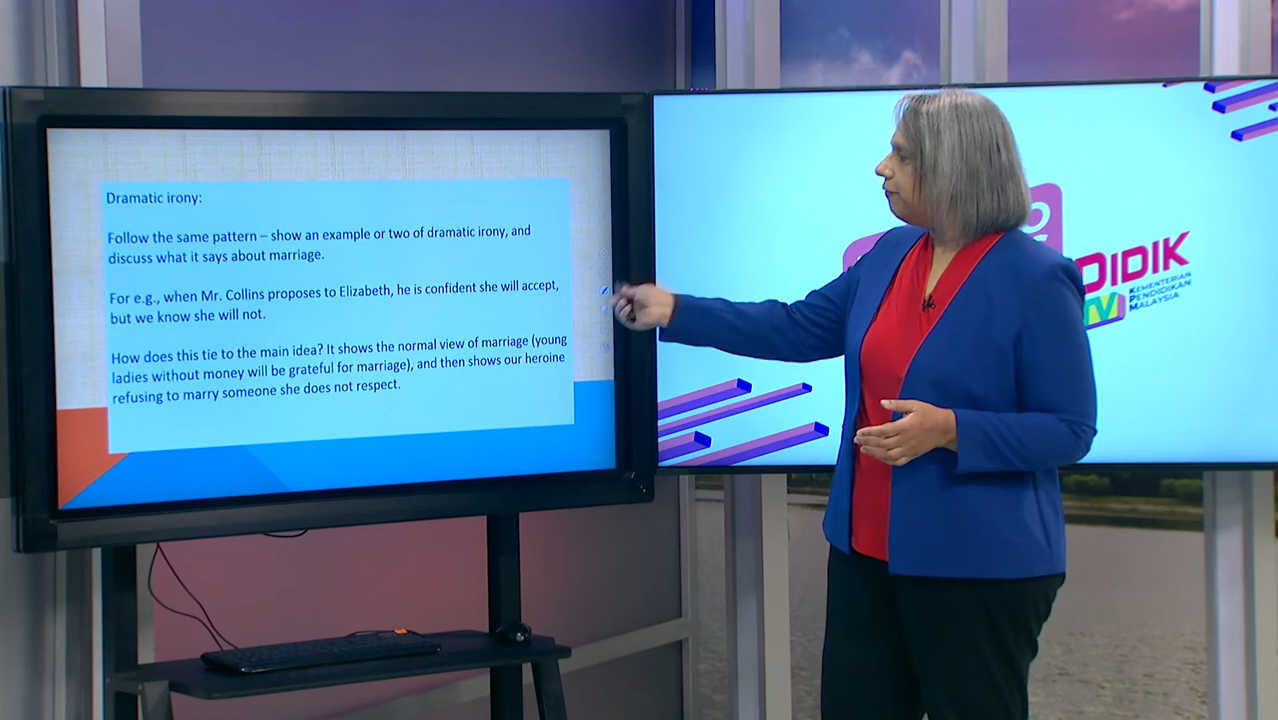 Dramatic irony:
Follow the same pattern – show an example or two of dramatic irony, and
discuss what it says about marriage.
For e.g., when Mr. Collins proposes to Elizabeth, he is confident she will accept,
but we know she will not.
How does this tie to the main idea? It shows the normal view of marriage (young
ladies without money will be grateful for marriage), and then shows our heroine
refusing to marry someone she does not respect.
DIDIK
TV
KEMENTERIAN
PENDIDIKAN
MALAYSIA